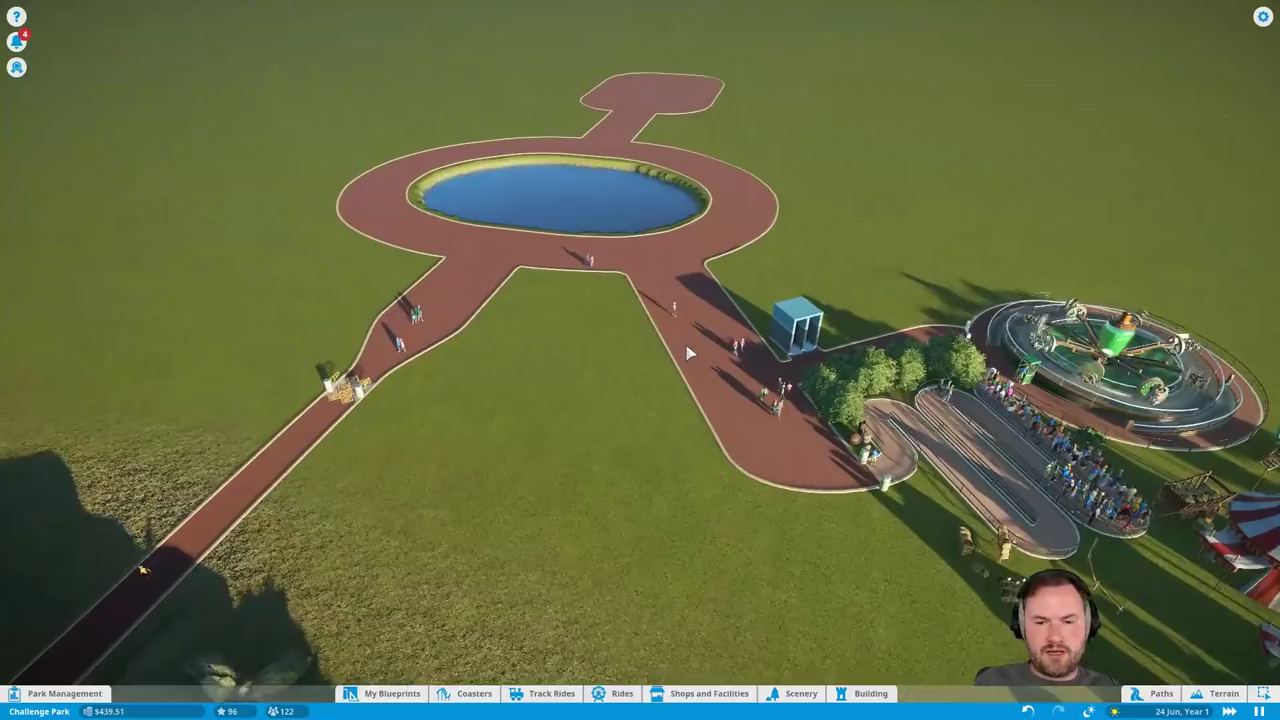 ?
4
Park Management
My Blueprints
Coasters
Track Rides
Rides
Shops and Facilities
Scenery
Building
Paths
Terrain
Challenge Park
$439.51
96
122
24 Jun, Year 1